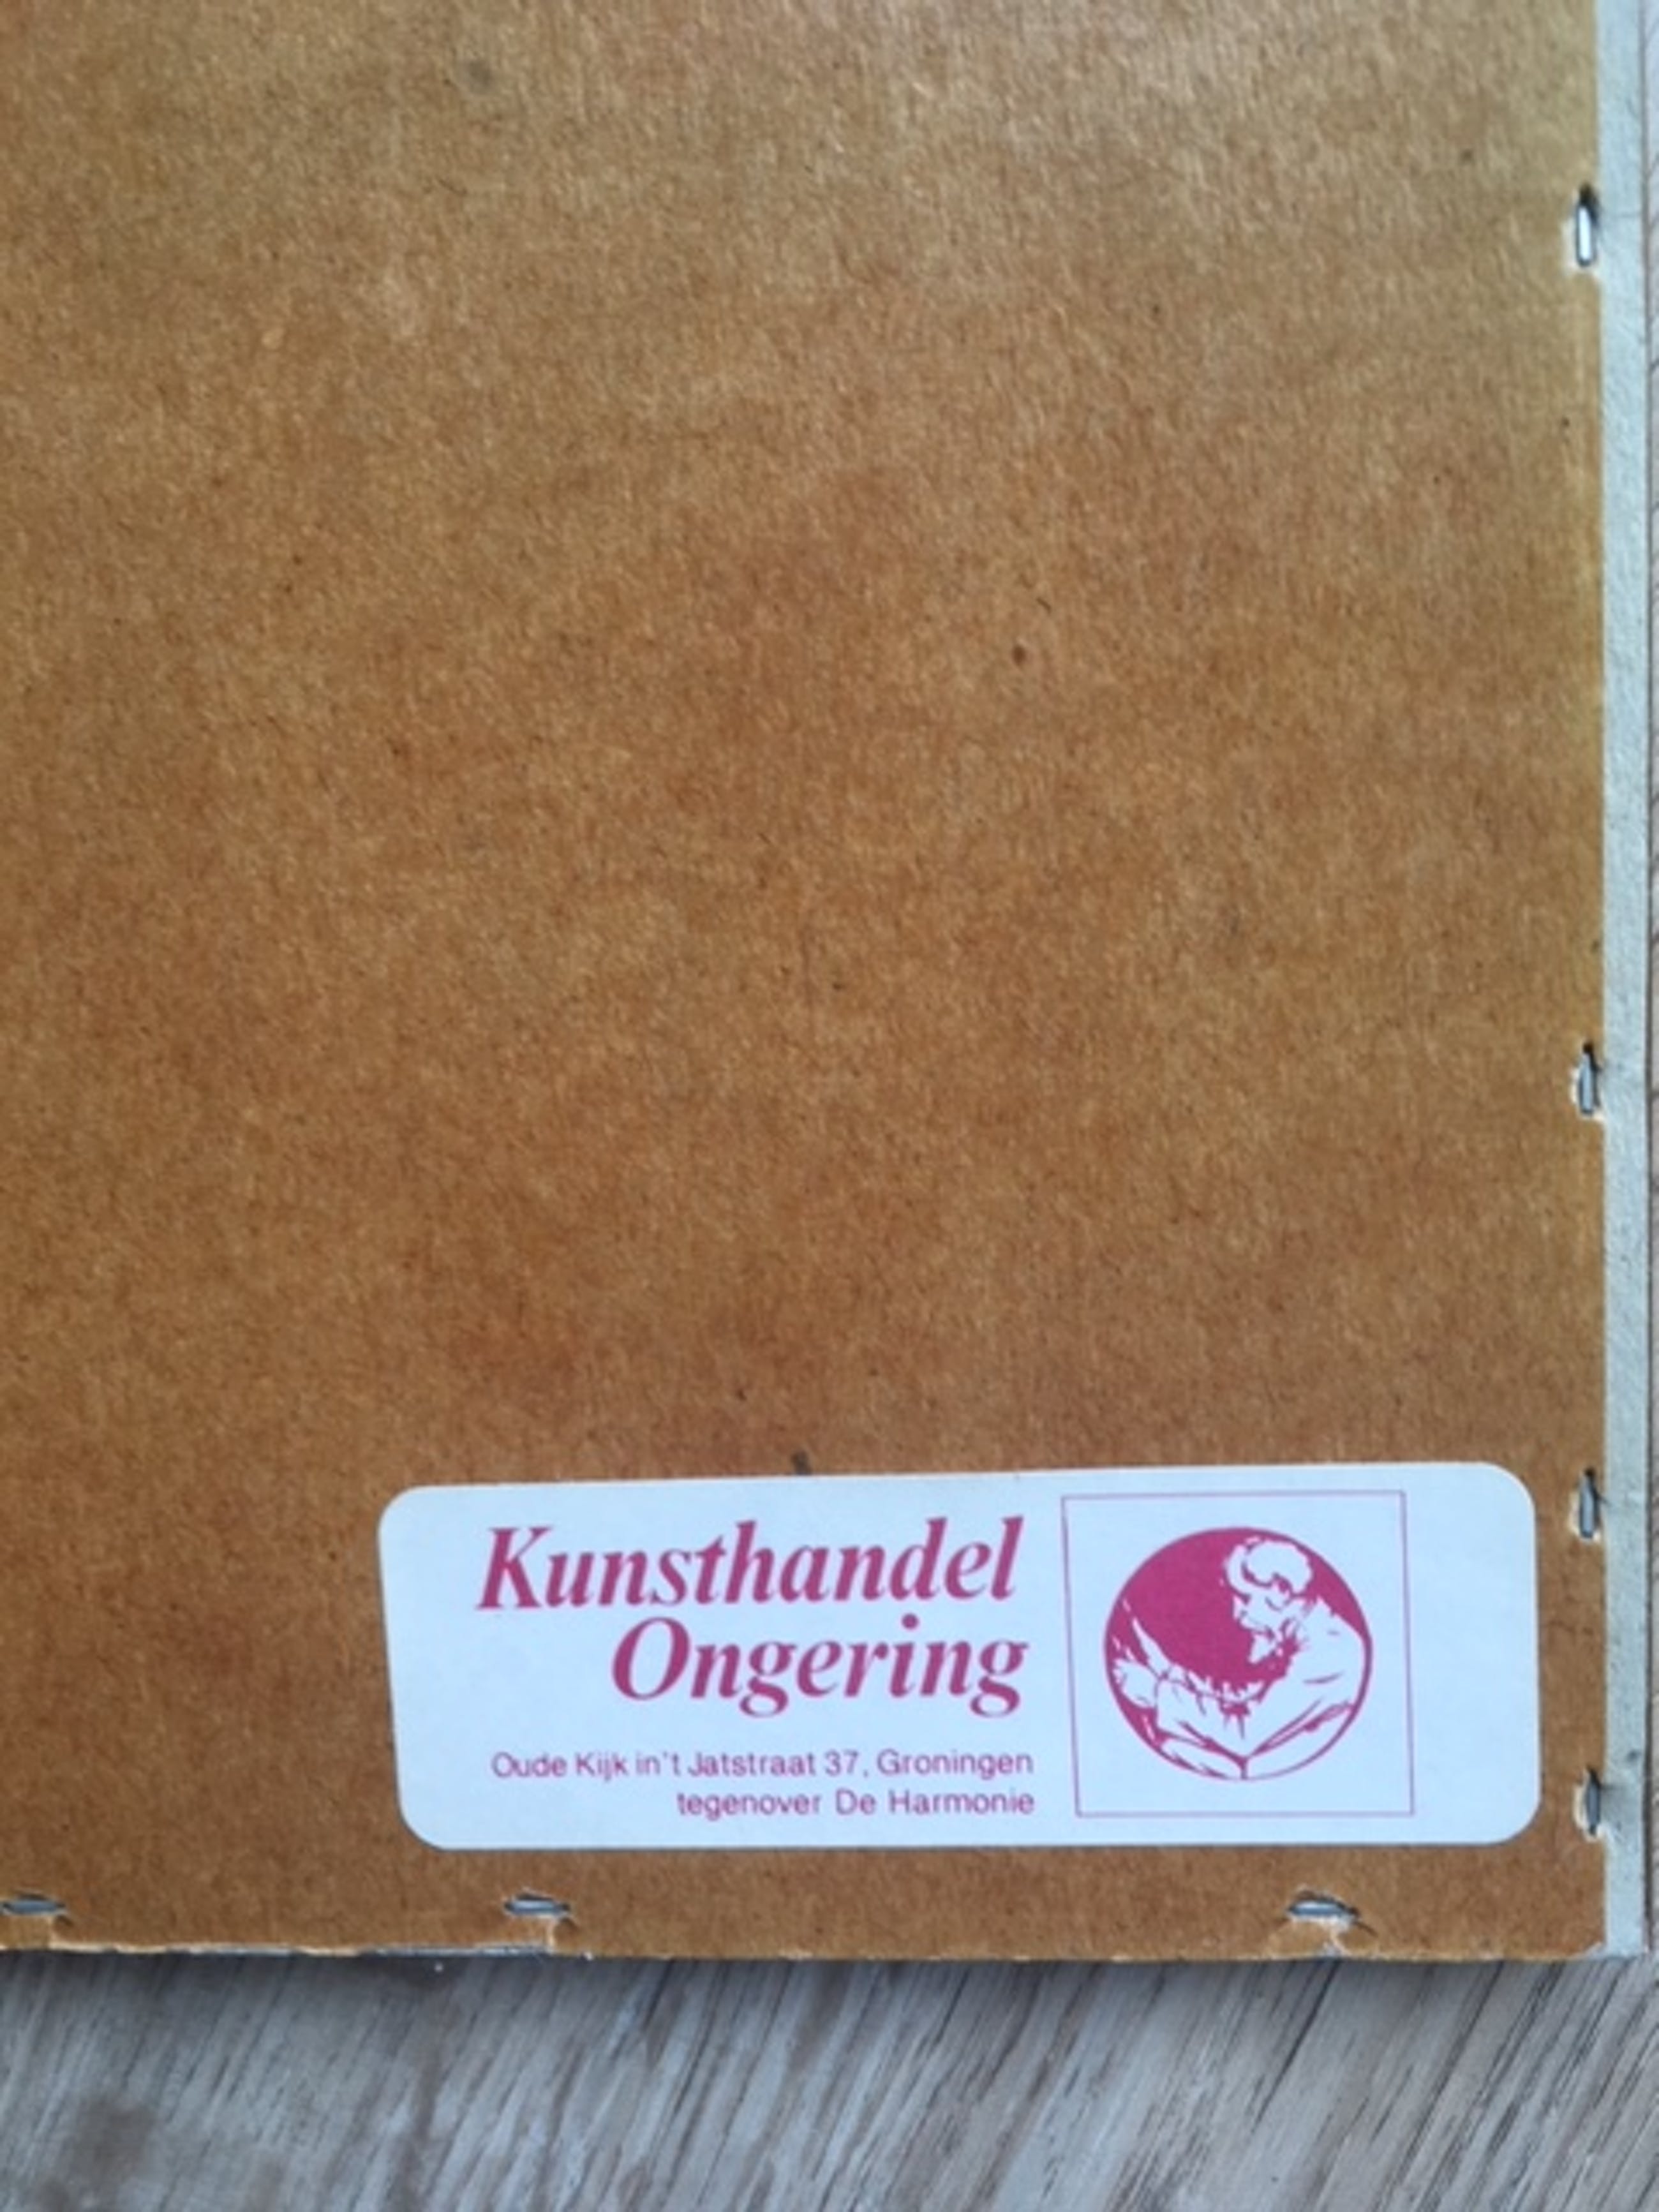 Kunsthandel
Ongering
Oude Kijk in't Jatstraat 37, Groningen
tegenover De Harmonie